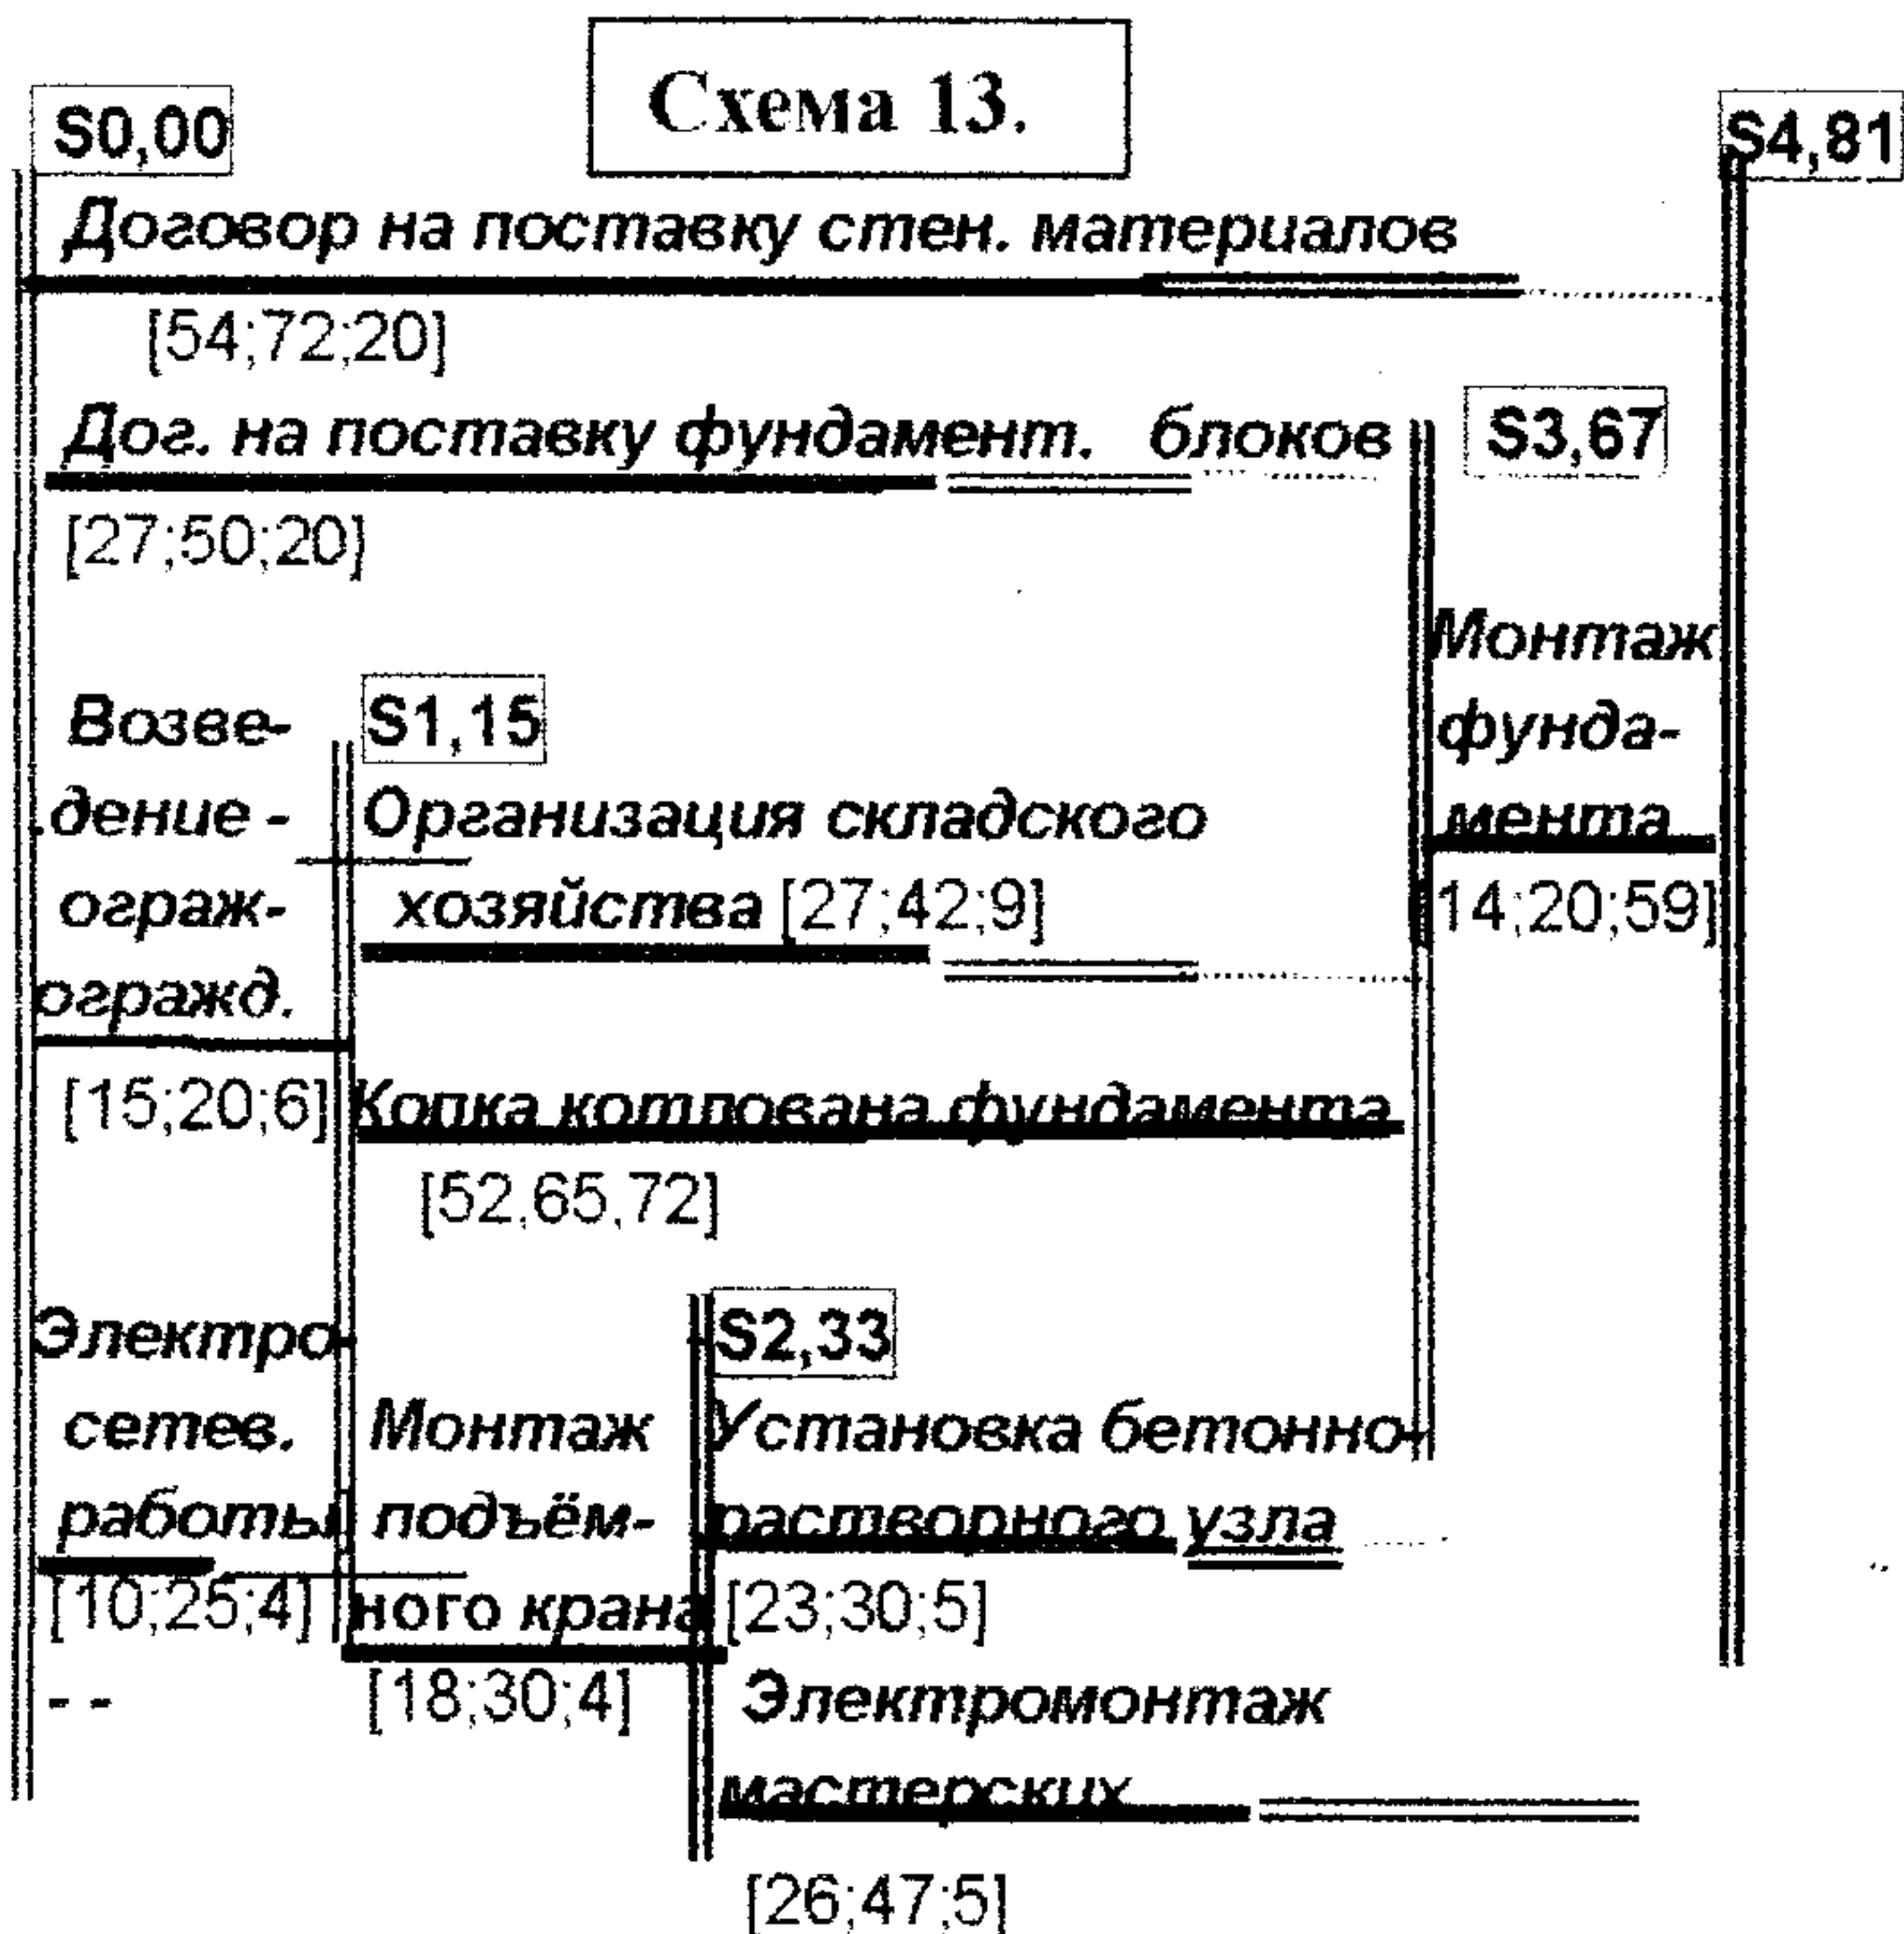 Схема 13.
S0,00
S4,81
Договор на поставку стен. материалов
[54;72;20]
Дог. на поставку фундамент. блоков
S3,67
[27;50;20]
Монтаж
фунда-
мента
[14;20;59]
Возве-
дение -
ограж-
огражд.
[15;20;6]
S1,15
Организация складского
хозяйства [27;42;9]
Копка котлована фундамента
[52,65,72]
Электро-
сетев.
работы
[10;25;4]
- -
Монтаж
подъём-
ного крана
[18;30;4]
S2,33
Установка бетонно-
растворного узла
[23;30;5]
Электромонтаж
мастерских
[26;47;5]